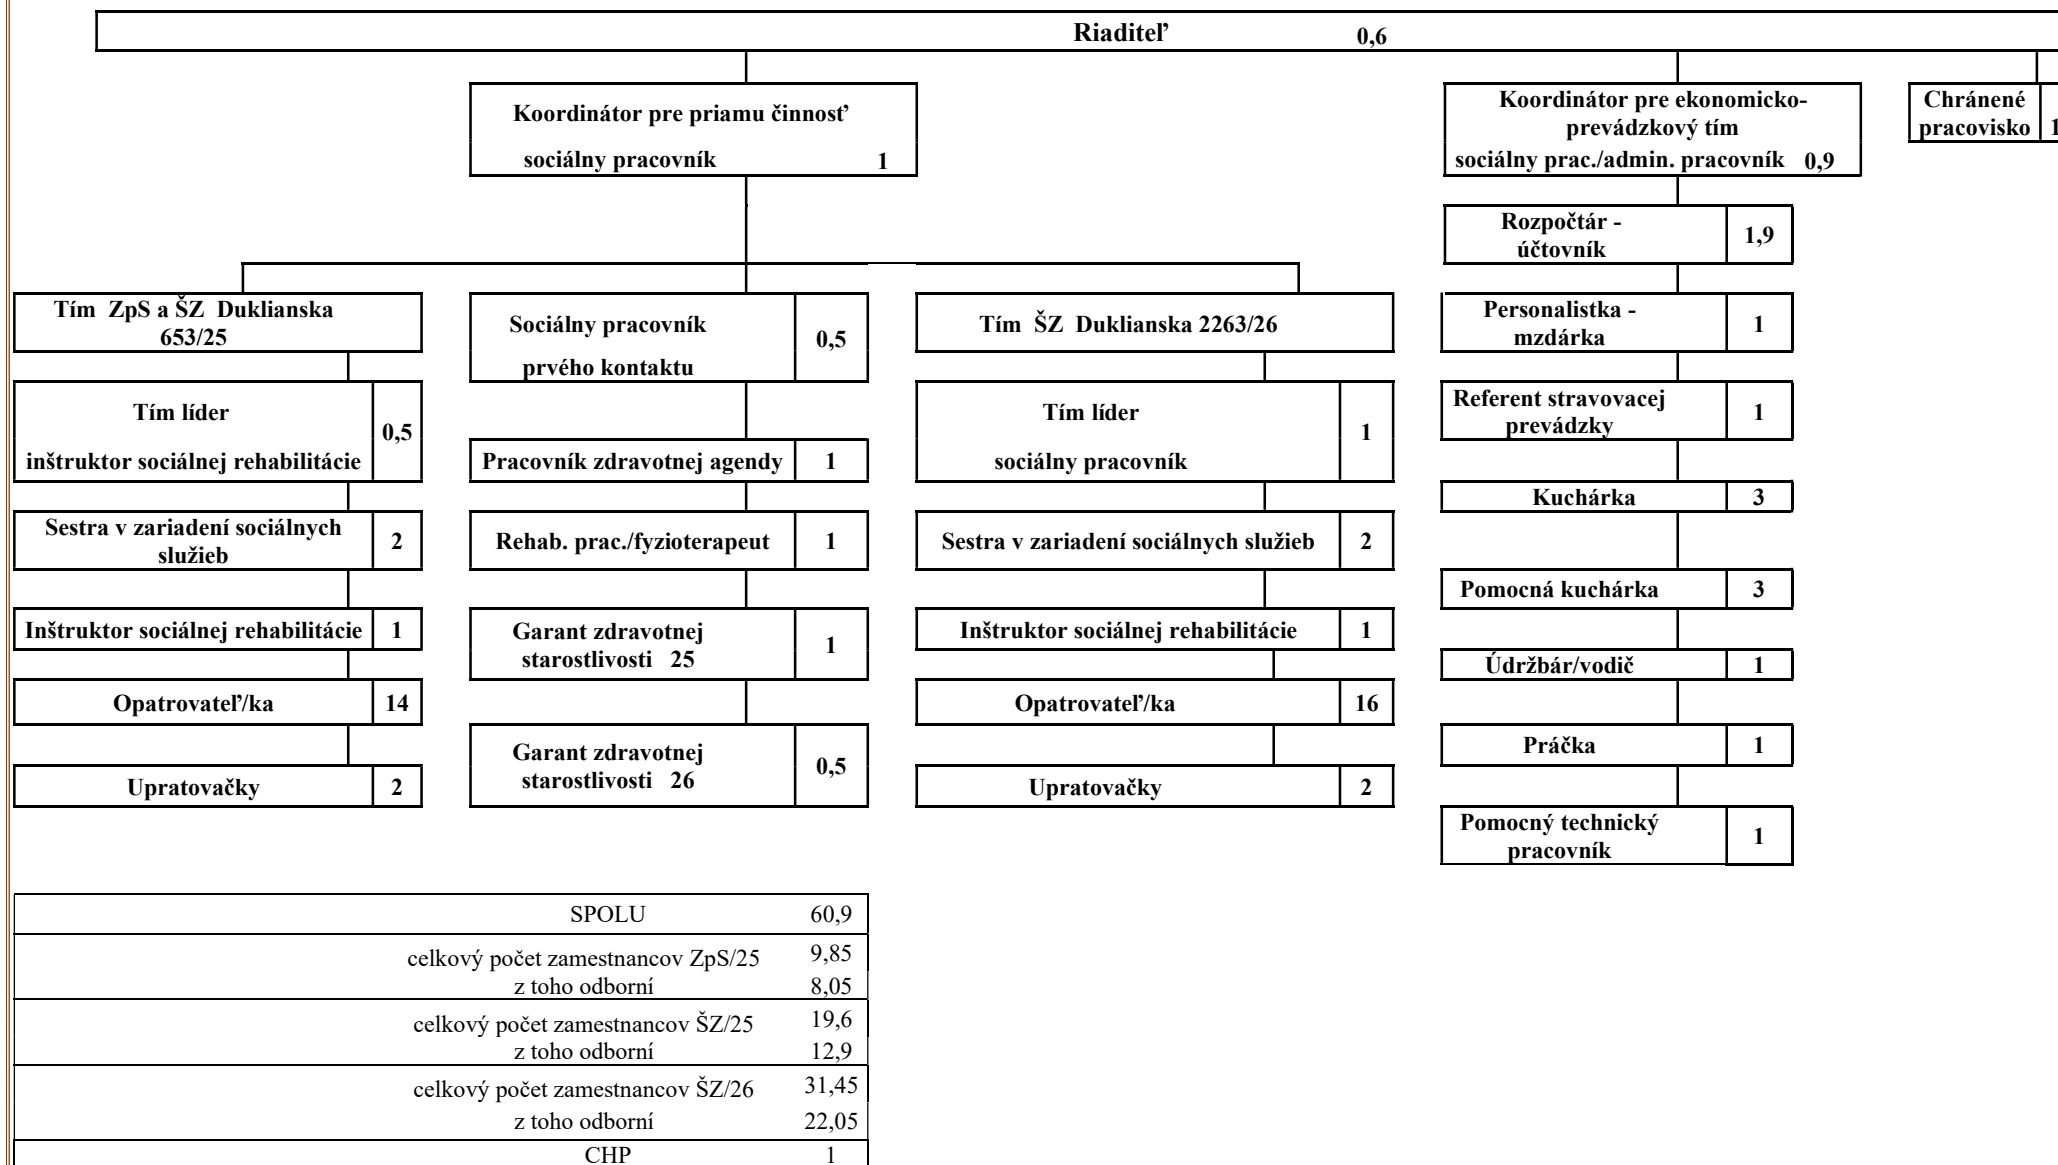 Riaditeľ 0,6
Koordinátor pre priamu činnosť
sociálny pracovník 1
Koordinátor pre ekonomicko-
prevádzkový tím
sociálny prac./admin. pracovník 0,9
Chránené
pracovisko 1
Rozpočtár -
účtovník 1,9
Tím ZpS a ŠZ Duklianska
653/25
Sociálny pracovník
prvého kontaktu 0,5
Tím ŠZ Duklianska 2263/26
Personalistka -
mzdárka 1
Tím líder
inštruktor sociálnej rehabilitácie 0,5
Pracovník zdravotnej agendy 1
Tím líder
sociálny pracovník 1
Referent stravovacej
prevádzky 1
Kuchárka 3
Sestra v zariadení sociálnych
služieb 2
Rehab. prac./fyzioterapeut 1
Sestra v zariadení sociálnych služieb 2
Pomocná kuchárka 3
Inštruktor sociálnej rehabilitácie 1
Garant zdravotnej
starostlivosti 25 1
Inštruktor sociálnej rehabilitácie 1
Údržbár/vodič 1
Opatrovateľ/ka 14
Opatrovateľ/ka 16
Práčka 1
Garant zdravotnej
starostlivosti 26 0,5
Upratovačky 2
Upratovačky 2
Pomocný technický
pracovník 1
SPOLU 60,9
celkový počet zamestnancov ZpS/25 9,85
z toho odborní 8,05
celkový počet zamestnancov ŠZ/25 19,6
z toho odborní 12,9
celkový počet zamestnancov ŠZ/26 31,45
z toho odborní 22,05
CHP 1